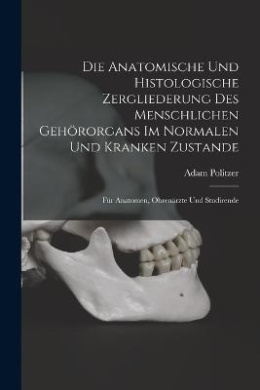 Die Anatomische Und
Histologische
Zergliederung Des
Menschlichen
Gehörorgans Im Normalen
Und Kranken Zustande
Adam Politzer
Für Anatomen, Ohrenärzte Und Studirende